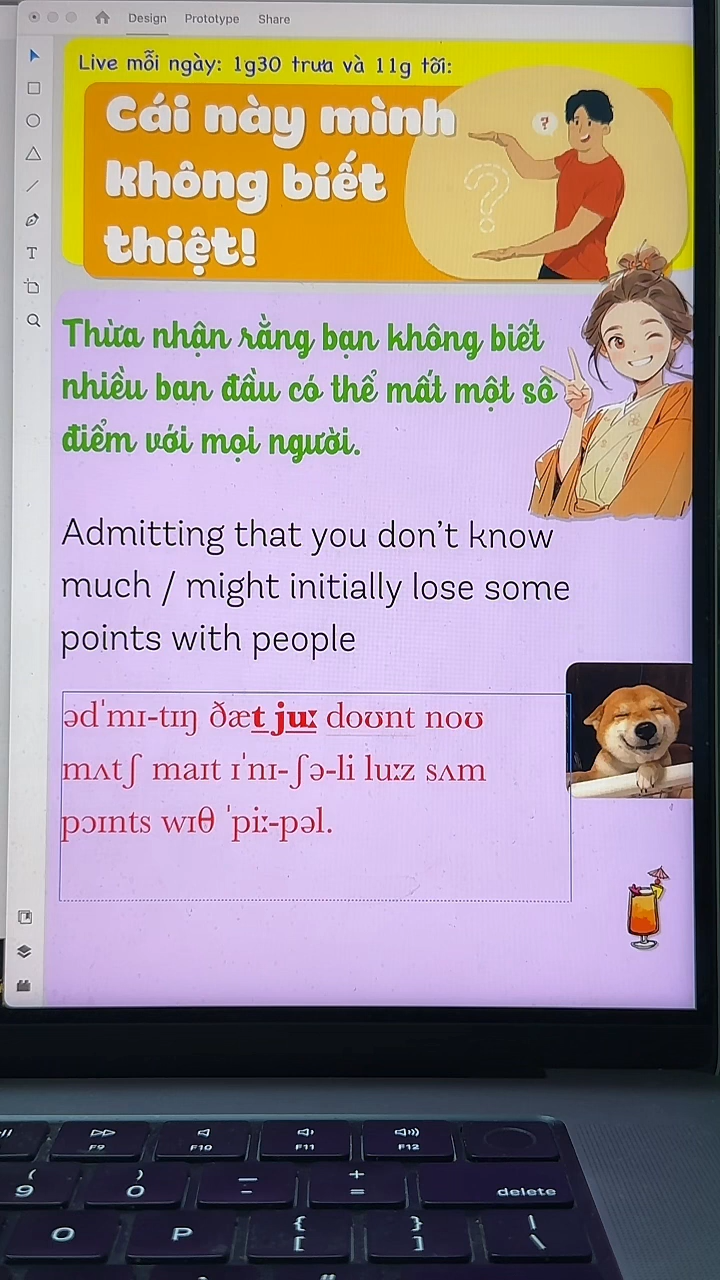 Design Prototype Share
Live mỗi ngày: 1g30 trưa và 11g tối:
Cái này mình
không biết
thiệt!
?
Thừa nhận rằng bạn không biết
nhiều ban đầu có thể mất một số
điểm với mọi người.
Admitting that you don't know
much / might initially lose some
points with people
ədˈmɪ-tɪŋ ðæt juː doʊnt noʊ
mʌtʃ maɪt ɪˈnɪ-ʃə-li luːz sʌm
pɔɪnts wɪθ ˈpiː-pəl.
T
F9 F10 F11 F12
( ) _ +
9 0 - = delete
O P { } |
[ ] \
"